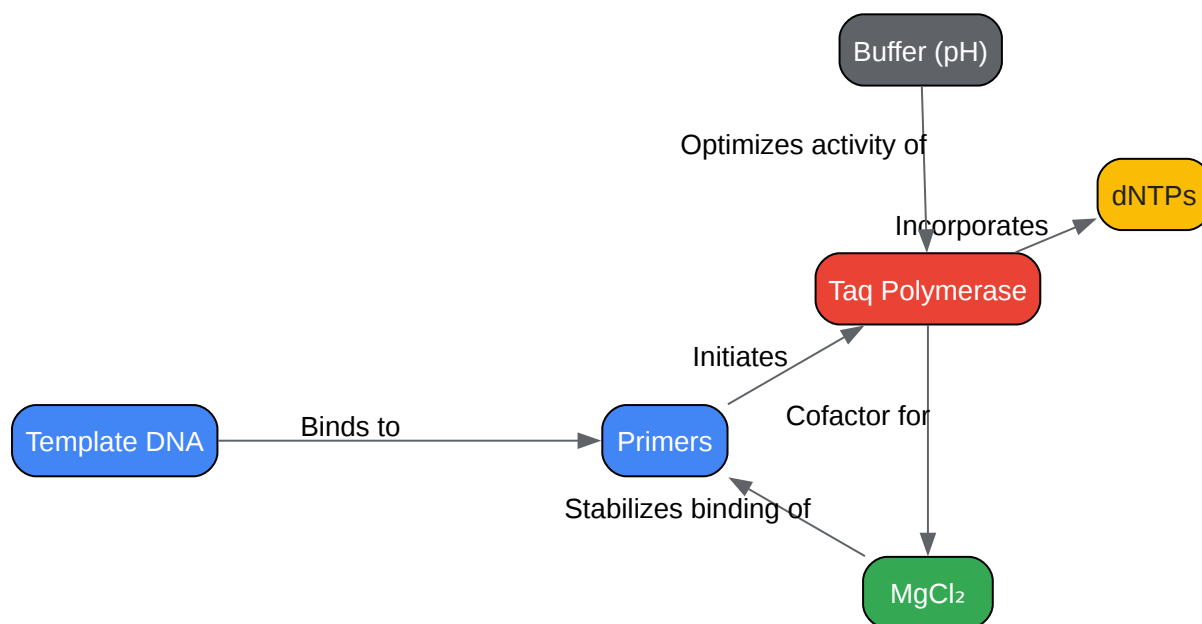 Buffer (pH)
Optimizes activity of
dNTPs
Incorporates
Taq Polymerase
Initiates
Cofactor for
Template DNA
Binds to
Primers
Stabilizes binding of
MgCl₂